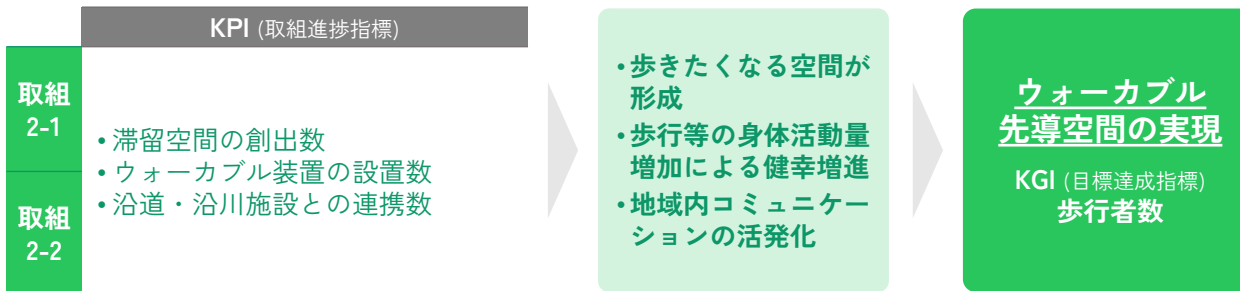 KPI (取組進捗指標)
取組
2-1
取組
2-2
•滞留空間の創出数
•ウォーカブル装置の設置数
•沿道・沿川施設との連携数
•歩きたくなる空間が
形成
•歩行等の身体活動量
増加による健幸増進
•地域内コミュニケー
ションの活発化
ウォーカブル
先導空間の実現
KGI (目標達成指標)
歩行者数